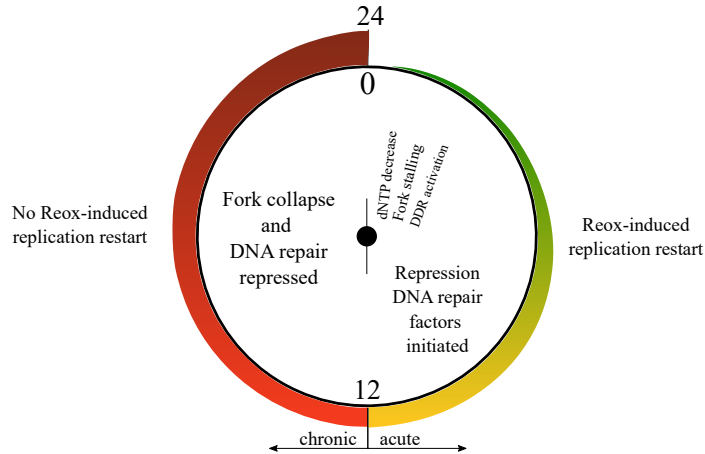 24
0
dNTP decrease
Fork stalling
DDR activation
Fork collapse
and
DNA repair
repressed
No Reox-induced
replication restart
Reox-induced
replication restart
Repression
DNA repair
factors
initiated
12
chronic
acute